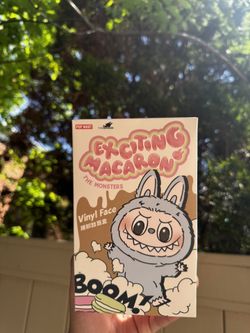 POP MART
EXCITING
MACARON
THE MONSTERS
Vinyl Face
BOOM!